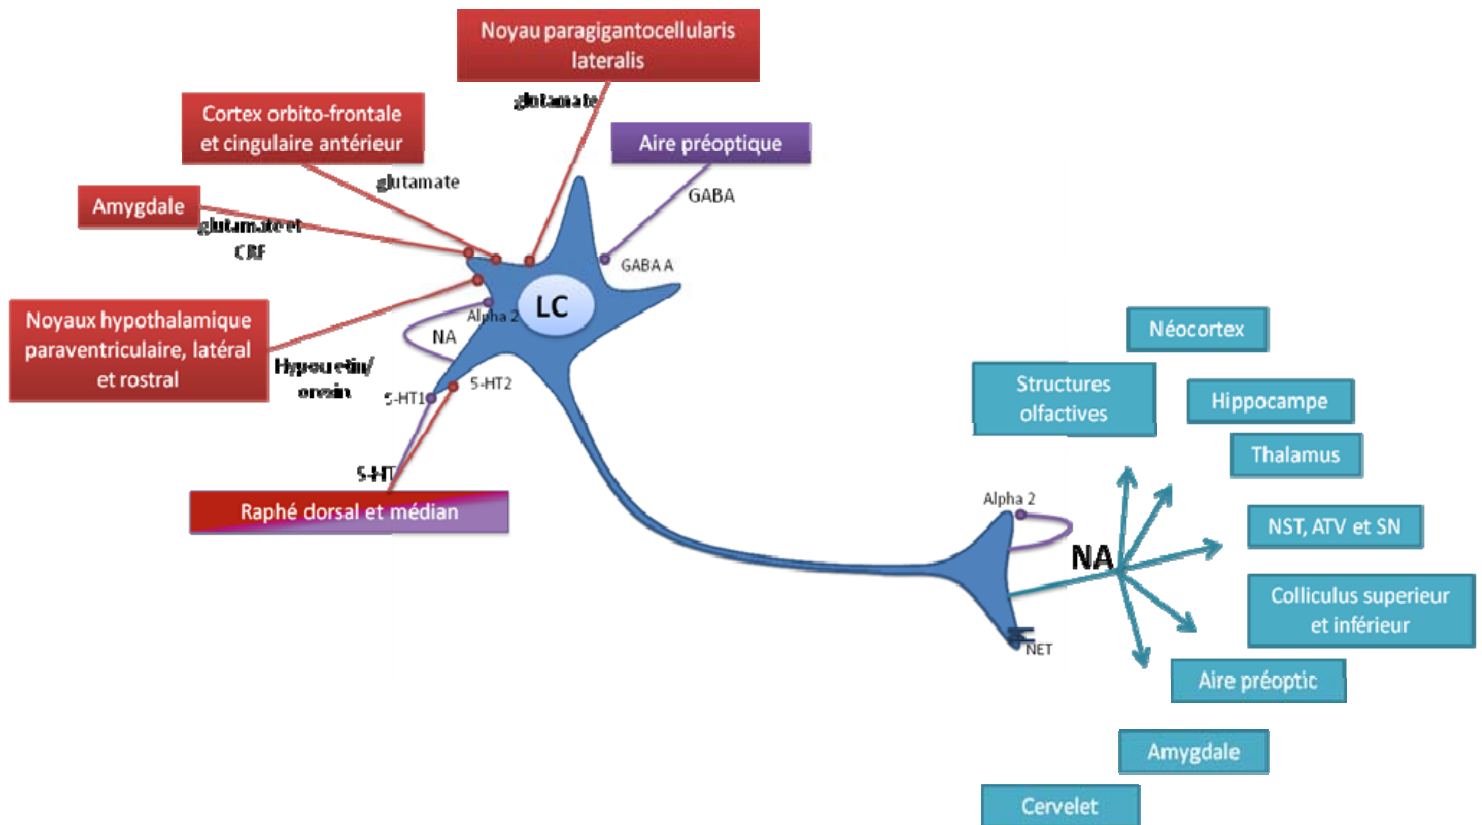 Noyau paragigantocellularis
lateralis
glutamate
Cortex orbito-frontale
et cingulaire antérieur
glutamate
Aire préoptique
GABA
GABA A
Amygdale
glutamate et
CRF
Noyaux hypothalamique
paraventriculaire, latéral
et rostral
Hypocretin/
orexin
LC
Alpha 2
NA
5-HT1
5-HT2
5-HT
Raphé dorsal et médian
Alpha 2
NA
NET
Néocortex
Structures
olfactives
Hippocampe
Thalamus
NST, ATV et SN
Colliculus superieur
et inférieur
Aire préoptic
Amygdale
Cervelet